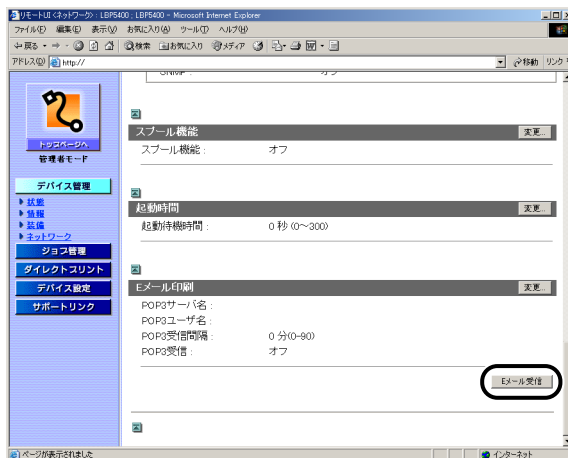 リモートUI <ネットワーク> : LBP5400 ; LBP5400 - Microsoft Internet Explorer
ファイル(F) 編集(E) 表示(V) お気に入り(A) ツール(T) ヘルプ(H)
戻る 検索 お気に入り メディア
アドレス(D) http:// 移動 リンク
SNMP : オフ
トップページへ
管理者モード
デバイス管理
状態
情報
装備
ネットワーク
ジョブ管理
ダイレクトプリント
デバイス設定
サポートリンク
スプール機能 変更...
スプール機能 : オフ
起動時間 変更...
起動待機時間 : 0 秒 (0～300)
Eメール印刷 変更...
POP3サーバ名 :
POP3ユーザ名 :
POP3受信間隔 : 0 分(0-90)
POP3受信 : オフ
Eメール受信
ページが表示されました インターネット